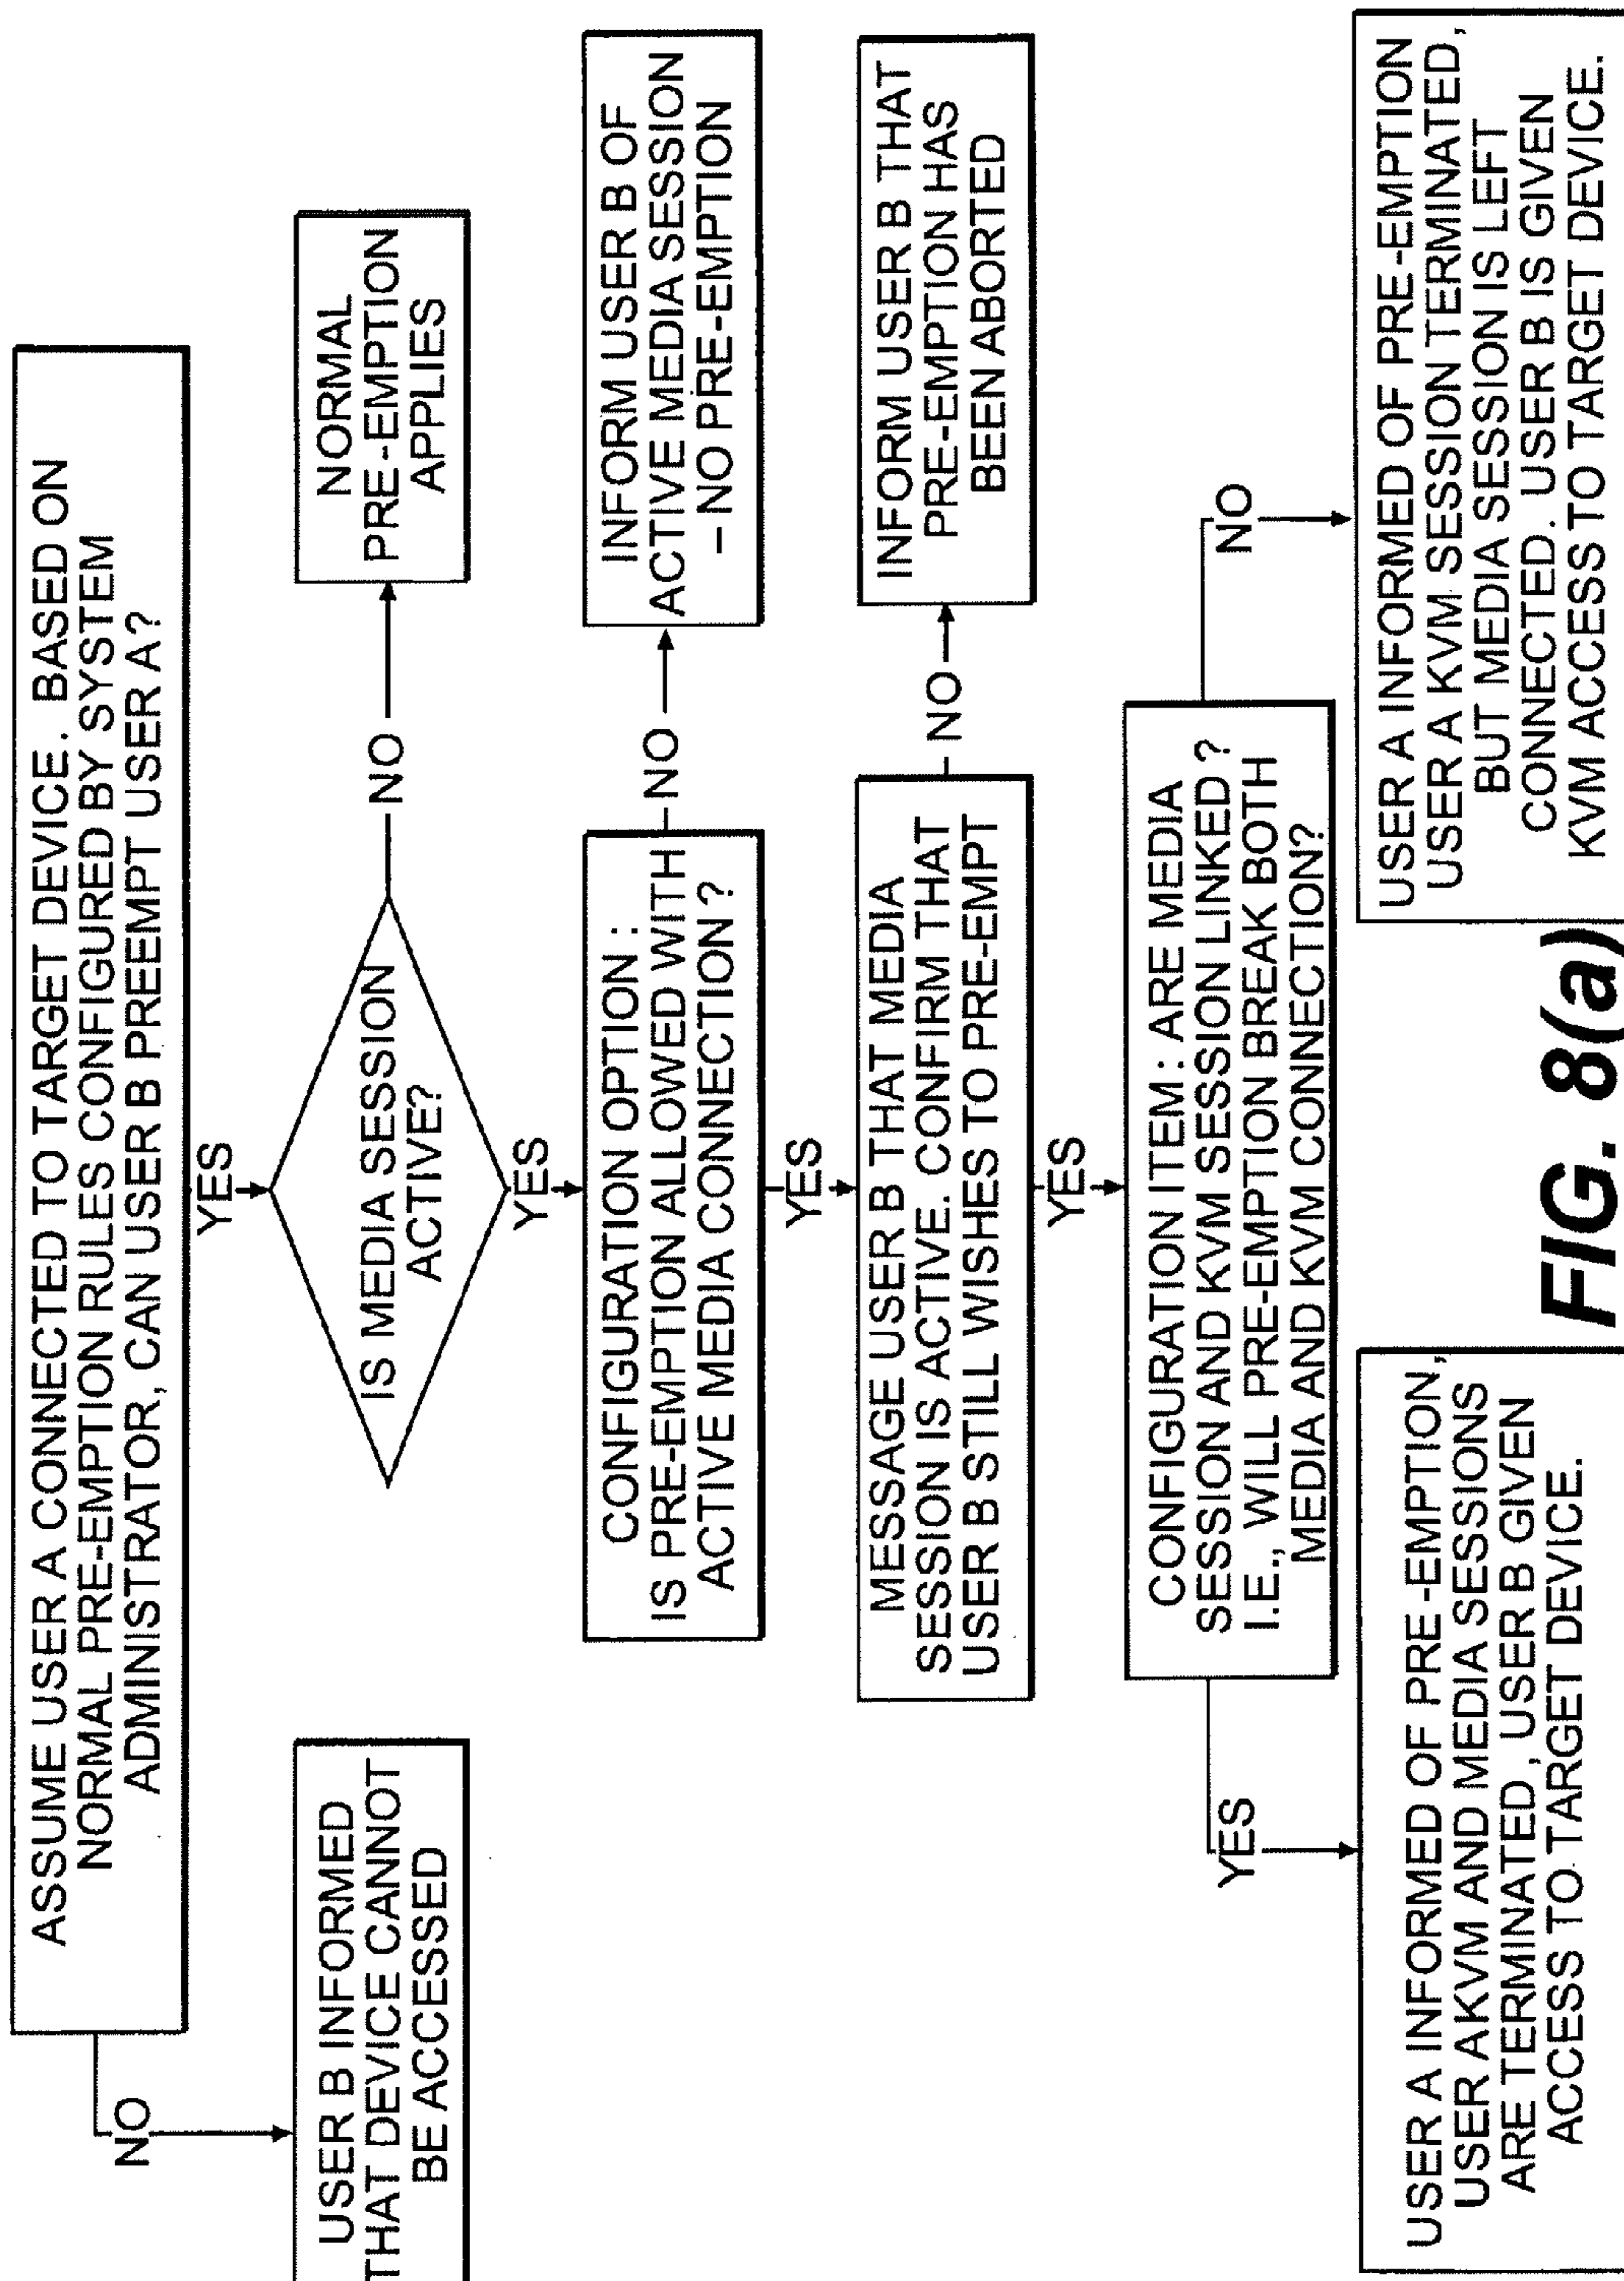 ASSUME USER A CONNECTED TO TARGET DEVICE. BASED ON
NORMAL PRE-EMPTION RULES CONFIGURED BY SYSTEM
ADMINISTRATOR, CAN USER B PREEMPT USER A?
NO
YES
USER B INFORMED
THAT DEVICE CANNOT
BE ACCESSED
IS MEDIA SESSION
ACTIVE?
NO
NORMAL
PRE-EMPTION
APPLIES
YES
CONFIGURATION OPTION :
IS PRE-EMPTION ALLOWED WITH
ACTIVE MEDIA CONNECTION ?
NO
INFORM USER B OF
ACTIVE MEDIA SESSION
– NO PRE-EMPTION
YES
MESSAGE USER B THAT MEDIA
SESSION IS ACTIVE. CONFIRM THAT
USER B STILL WISHES TO PRE-EMPT
NO
INFORM USER B THAT
PRE-EMPTION HAS
BEEN ABORTED
YES
CONFIGURATION ITEM: ARE MEDIA
SESSION AND KVM SESSION LINKED ?
I.E., WILL PRE-EMPTION BREAK BOTH
MEDIA AND KVM CONNECTION?
YES
NO
USER A INFORMED OF PRE-EMPTION,
USER AKVM AND MEDIA SESSIONS
ARE TERMINATED, USER B GIVEN
ACCESS TO TARGET DEVICE.
USER A INFORMED OF PRE-EMPTION
USER A KVM SESSION TERMINATED,
BUT MEDIA SESSION IS LEFT
CONNECTED. USER B IS GIVEN
KVM ACCESS TO TARGET DEVICE.
FIG. 8(a)